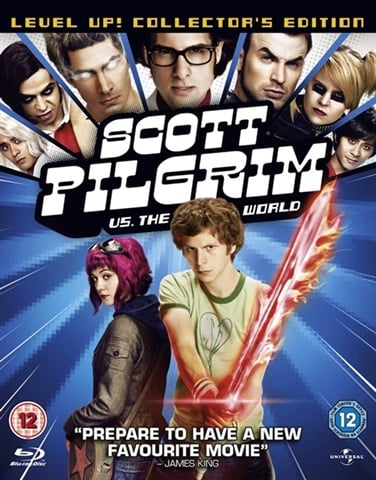 LEVEL UP! COLLECTOR'S EDITION
SCOTT
PILGRIM
VS. THE WORLD
12
12
"PREPARE TO HAVE A NEW
FAVOURITE MOVIE"
– JAMES KING
Blu-ray Disc
UNIVERSAL